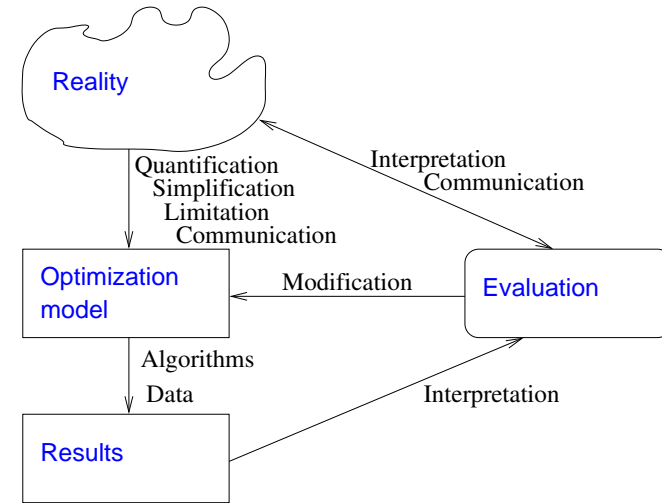 Reality
Quantification
Simplification
Limitation
Communication
Interpretation
Communication
Optimization
model
Modification
Evaluation
Algorithms
Data
Interpretation
Results